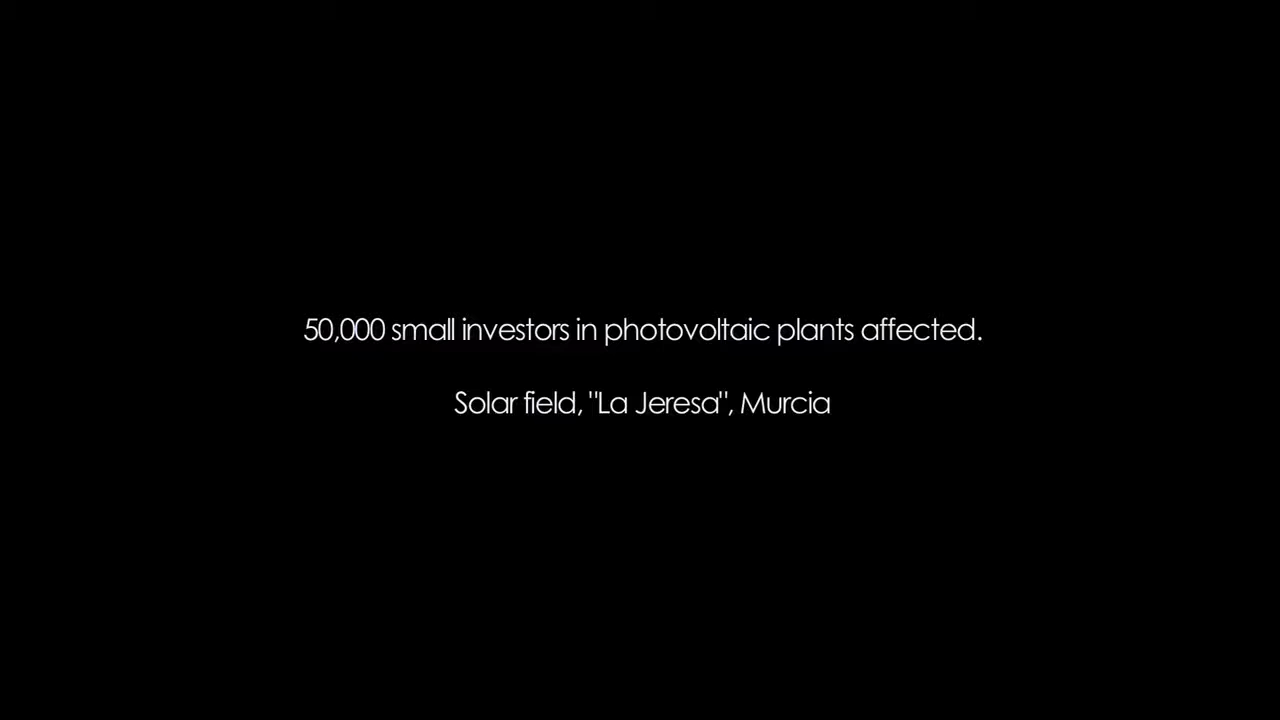 50,000 small investors in photovoltaic plants affected.
Solar field, "La Jeresa", Murcia